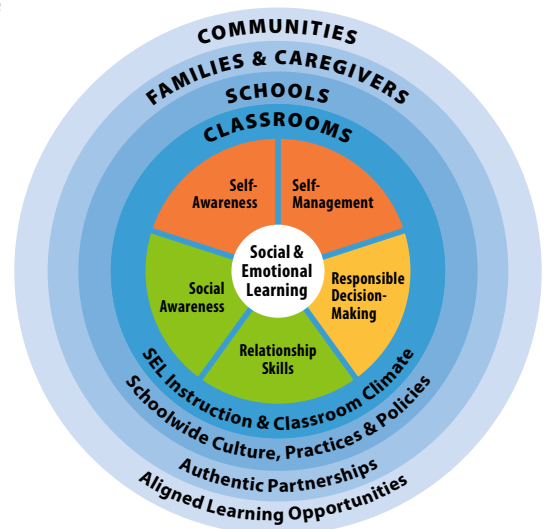 COMMUNITIES
FAMILIES & CAREGIVERS
SCHOOLS
CLASSROOMS
Self-
Awareness
Self-
Management
Social &
Emotional
Learning
Social
Awareness
Responsible
Decision-
Making
Relationship
Skills
SEL Instruction & Classroom Climate
Schoolwide Culture, Practices & Policies
Authentic Partnerships
Aligned Learning Opportunities